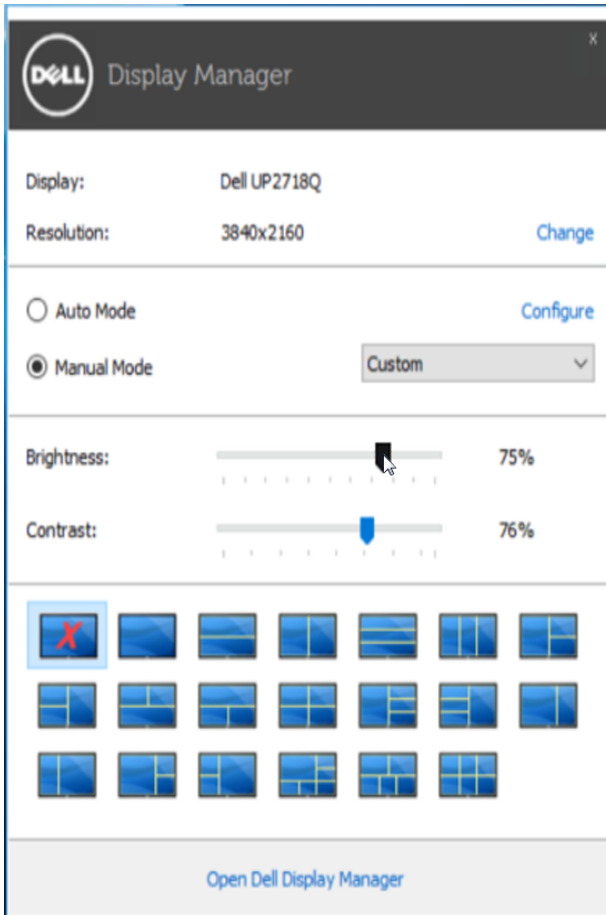 DELL Display Manager x
Display: Dell UP2718Q
Resolution: 3840x2160 Change
Auto Mode Configure
Manual Mode Custom
Brightness: 75%
Contrast: 76%
Open Dell Display Manager